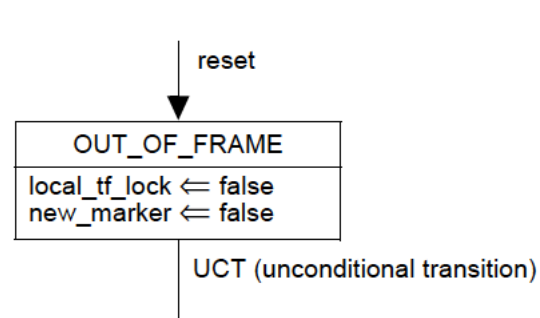 reset
OUT_OF_FRAME
local_tf_lock ⇐ false
new_marker ⇐ false
UCT (unconditional transition)